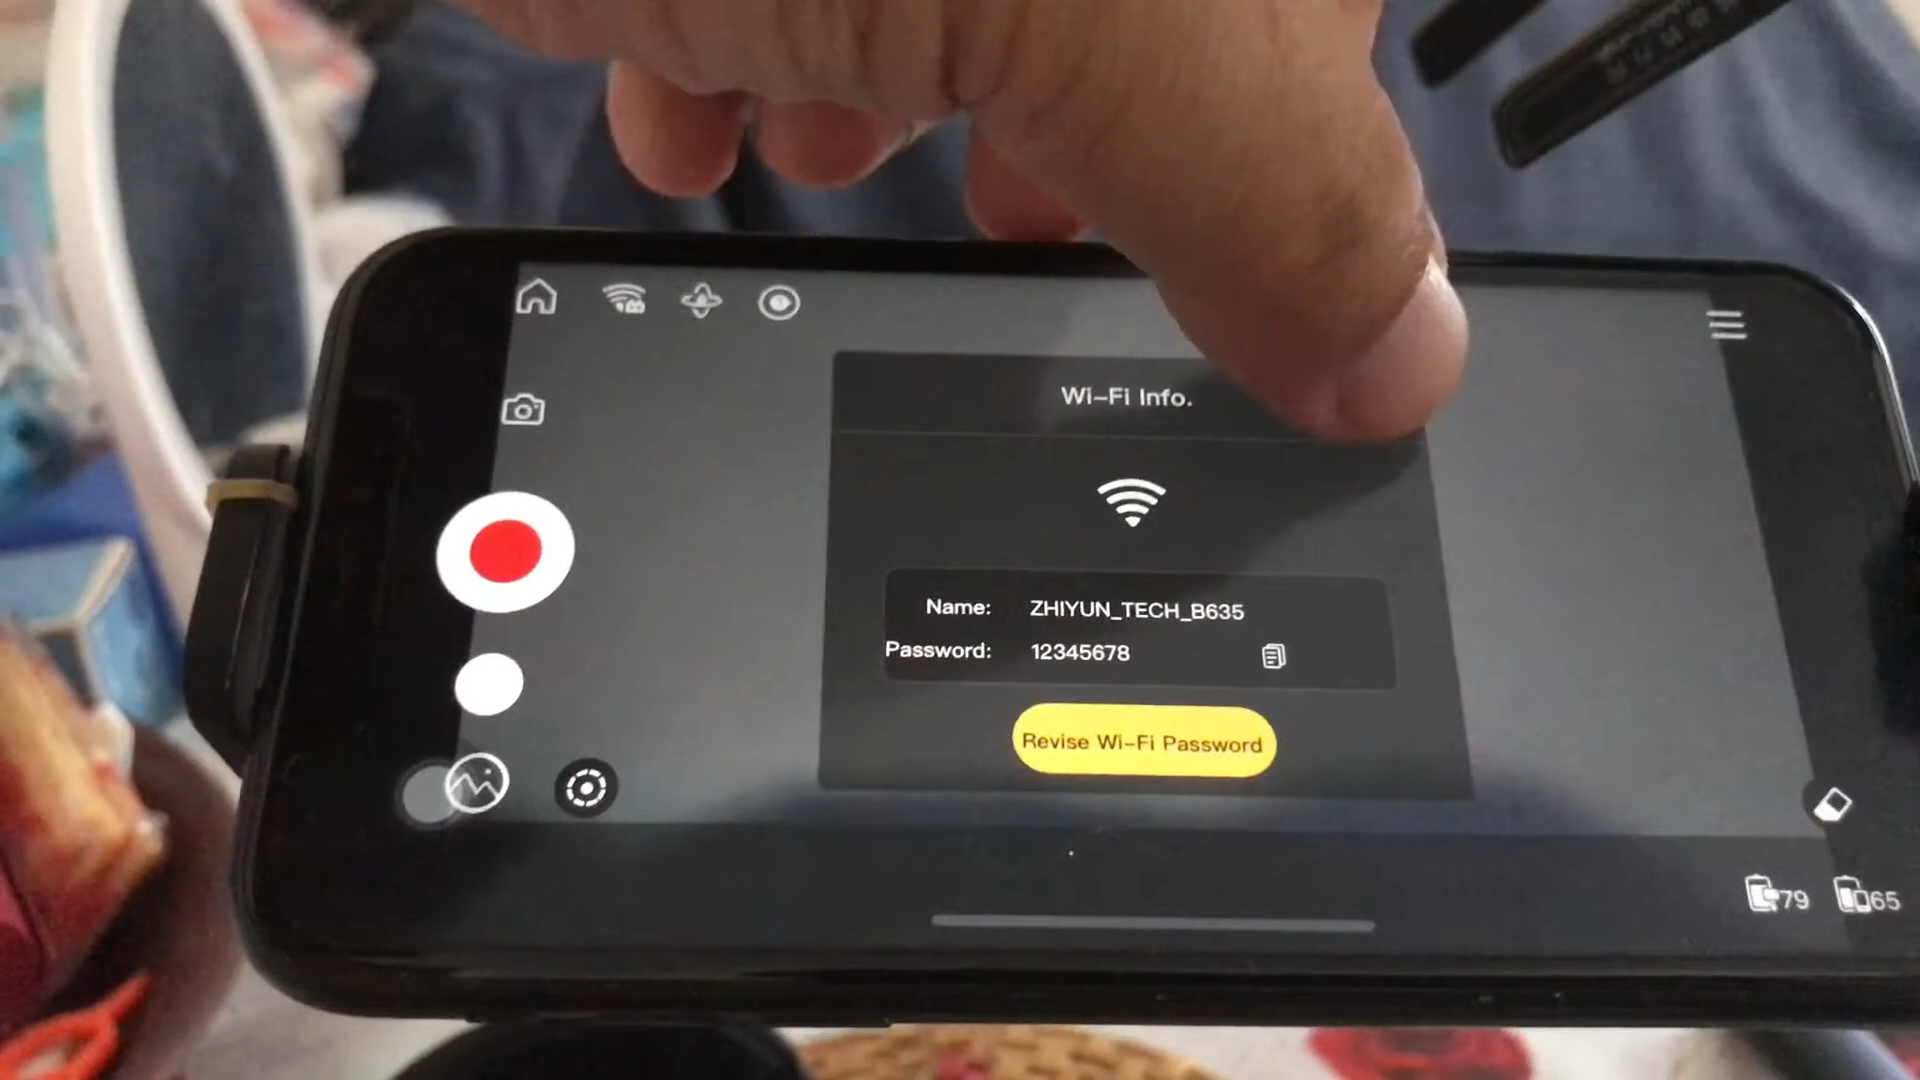 Wi-Fi Info.
Name: ZHIYUN_TECH_B635
Password: 12345678
Revise Wi-Fi Password
79 65